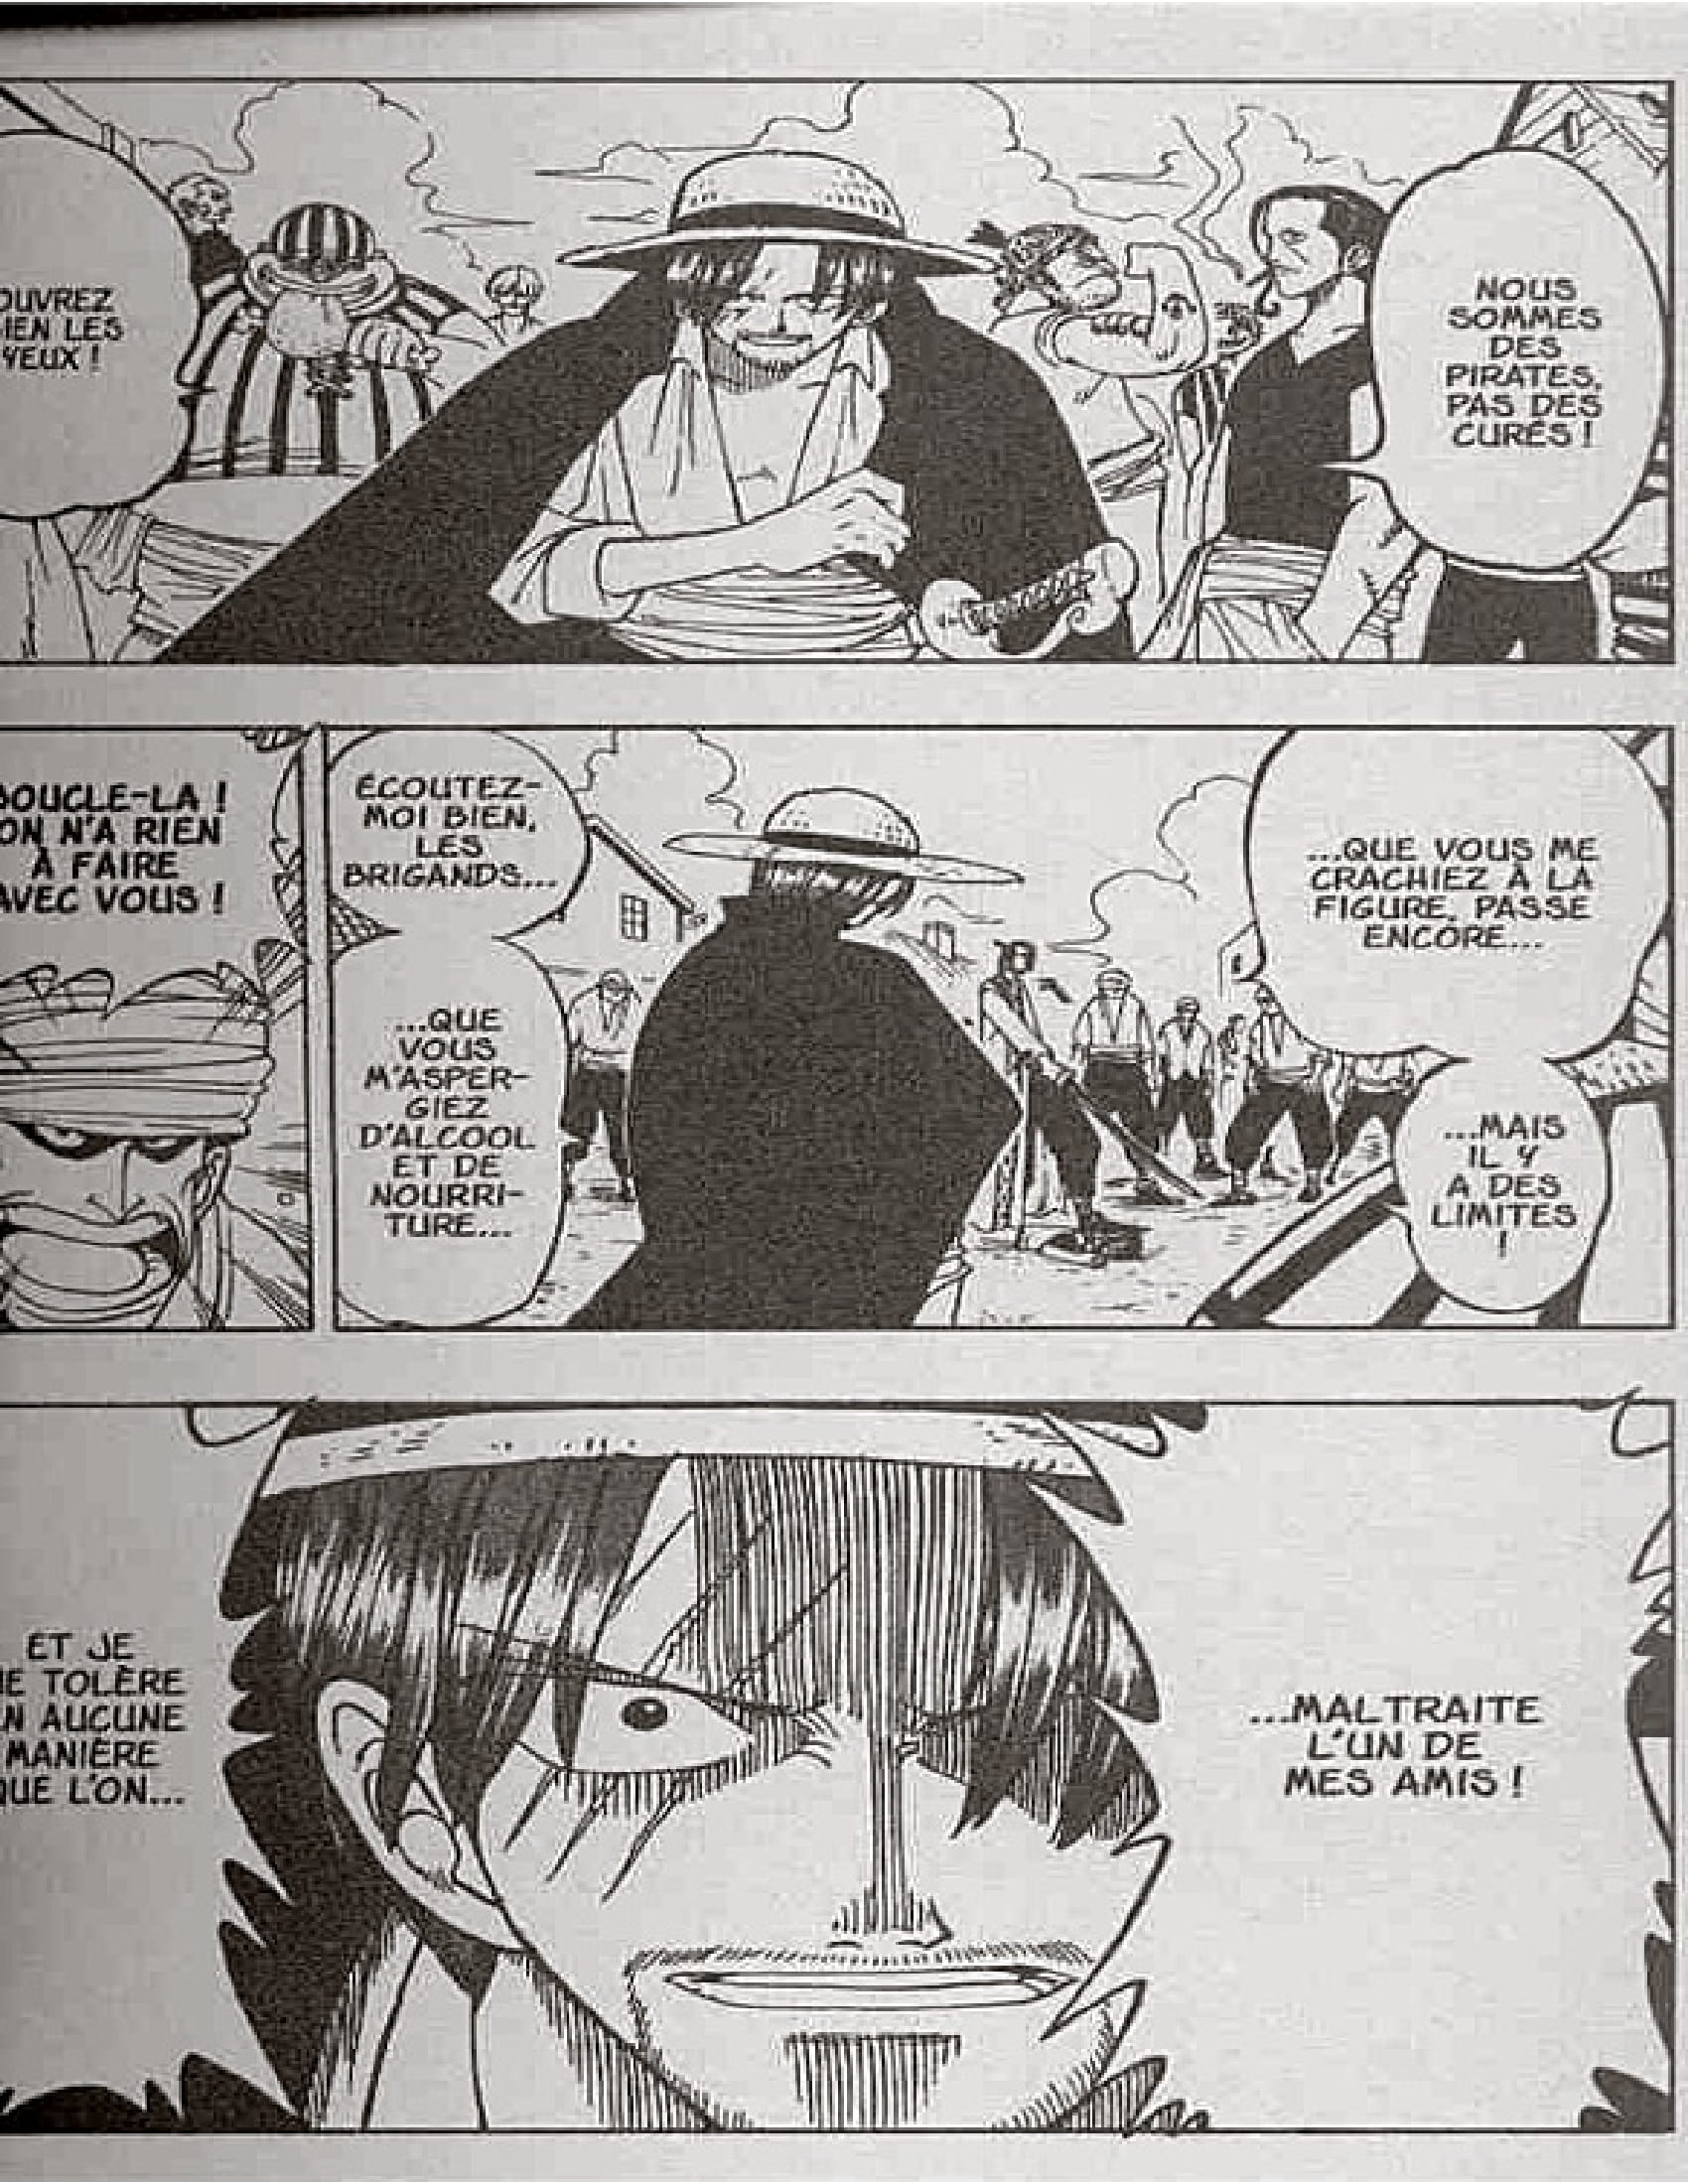 OUVREZ
IEN LES
YEUX !
NOUS
SOMMES
DES
PIRATES,
PAS DES
CURÉS !
BOUCLE-LA !
ON N'A RIEN
À FAIRE
AVEC VOUS !
ÉCOUTEZ-
MOI BIEN,
LES
BRIGANDS...
...QUE
VOUS
M'ASPER-
GIEZ
D'ALCOOL
ET DE
NOURRI-
TURE...
...QUE VOUS ME
CRACHIEZ À LA
FIGURE, PASSE
ENCORE...
...MAIS
IL Y
A DES
LIMITES
!
ET JE
NE TOLÈRE
N AUCUNE
MANIÈRE
QUE L'ON...
...MALTRAITE
L'UN DE
MES AMIS !